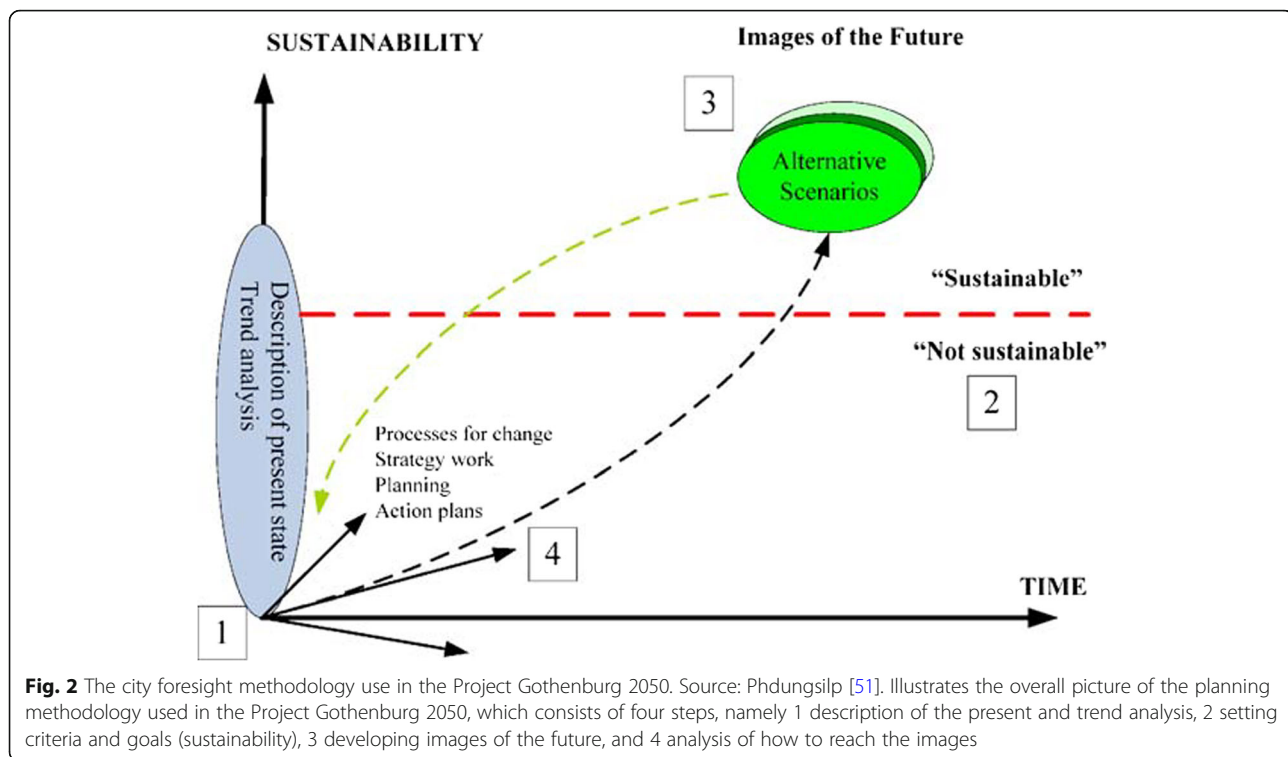 SUSTAINABILITY
Images of the Future
3
Alternative
Scenarios
“Sustainable”
“Not sustainable”
2
Description of present state
Trend analysis
Processes for change
Strategy work
Planning
Action plans
4
TIME
1
Fig. 2 The city foresight methodology use in the Project Gothenburg 2050. Source: Phdungsilp [51]. Illustrates the overall picture of the planning
methodology used in the Project Gothenburg 2050, which consists of four steps, namely 1 description of the present and trend analysis, 2 setting
criteria and goals (sustainability), 3 developing images of the future, and 4 analysis of how to reach the images